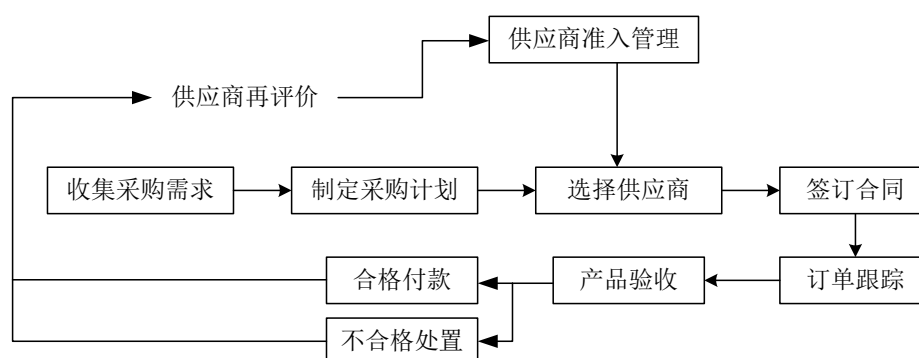 供应商准入管理
供应商再评价
收集采购需求
制定采购计划
选择供应商
签订合同
合格付款
产品验收
订单跟踪
不合格处置